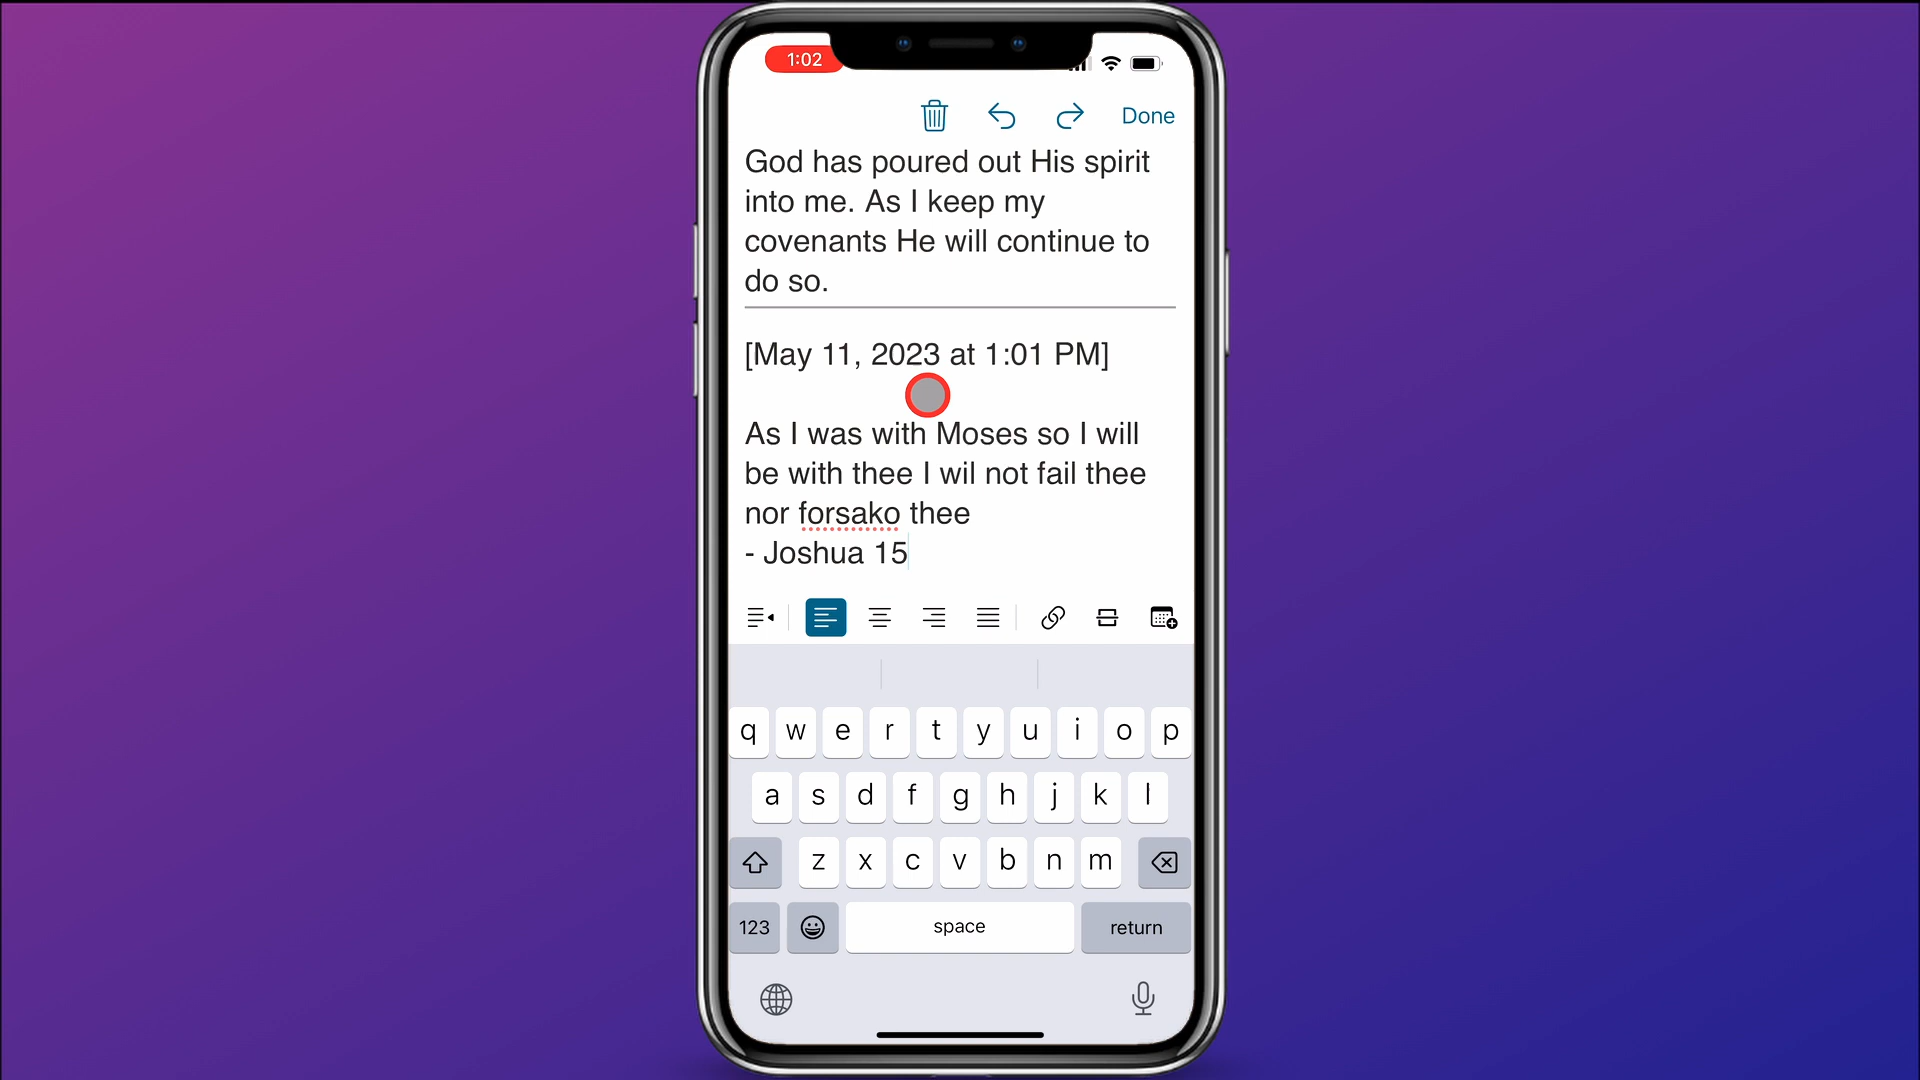 1:02
Done
God has poured out His spirit
into me. As I keep my
covenants He will continue to
do so.
[May 11, 2023 at 1:01 PM]
As I was with Moses so I will
be with thee I wil not fail thee
nor forsako thee
- Joshua 15
q w e r t y u i o p
a s d f g h j k l
z x c v b n m
123 space return